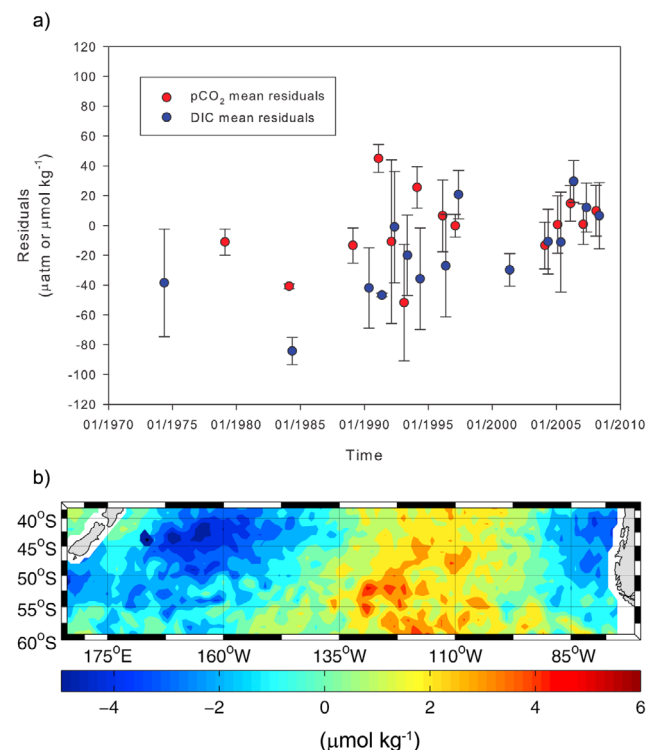 a)
120
100
80
60
40
20
0
-20
-40
-60
-80
-100
-120
Residuals
(μatm or μmol kg⁻¹)
pCO₂ mean residuals
DIC mean residuals
01/1970 01/1975 01/1980 01/1985 01/1990 01/1995 01/2000 01/2005 01/2010
Time
b)
40°S
45°S
50°S
55°S
60°S
175°E 160°W 135°W 110°W 85°W
−4 −2 0 2 4 6
(μmol kg⁻¹)